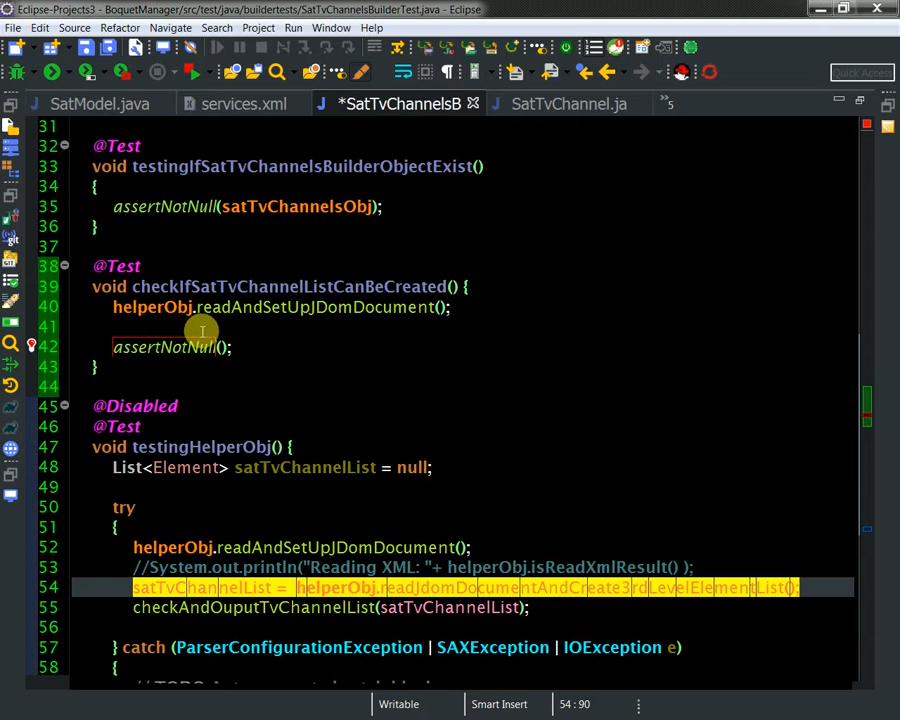 Eclipse-Projects3 - BoquetManager/src/test/java/buildertests/SatTvChannelsBuilderTest.java - Eclipse
File Edit Source Refactor Navigate Search Project Run Window Help
Quick Access
SatModel.java services.xml *SatTvChannelsB SatTvChannel.ja »5
31
32 @Test
33 void testingIfSatTvChannelsBuilderObjectExist()
34 {
35 assertNotNull(satTvChannelsObj);
36 }
37
38 @Test
39 void checkIfSatTvChannelListCanBeCreated() {
40 helperObj.readAndSetUpJDomDocument();
41
42 assertNotNull();
43 }
44
45 @Disabled
46 @Test
47 void testingHelperObj() {
48 List<Element> satTvChannelList = null;
49
50 try
51 {
52 helperObj.readAndSetUpJDomDocument();
53 //System.out.println("Reading XML: "+ helperObj.isReadXmlResult() );
54 satTvChannelList = helperObj.readJdomDocumentAndCreate3rdLevelElementList();
55 checkAndOuputTvChannelList(satTvChannelList);
56
57 } catch (ParserConfigurationException | SAXException | IOException e)
58 {
Writable Smart Insert 54 : 90